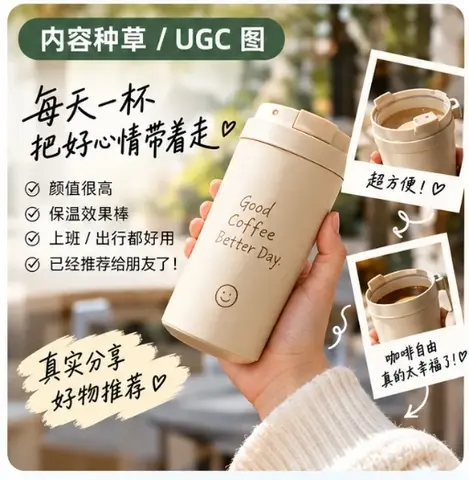 内容种草 / UGC 图
每天一杯
把好心情带着走
颜值很高
保温效果棒
上班 / 出行都好用
已经推荐给朋友了!
Good
Coffee
Better Day.
超方便!
咖啡自由
真的太幸福了!
真实分享
好物推荐